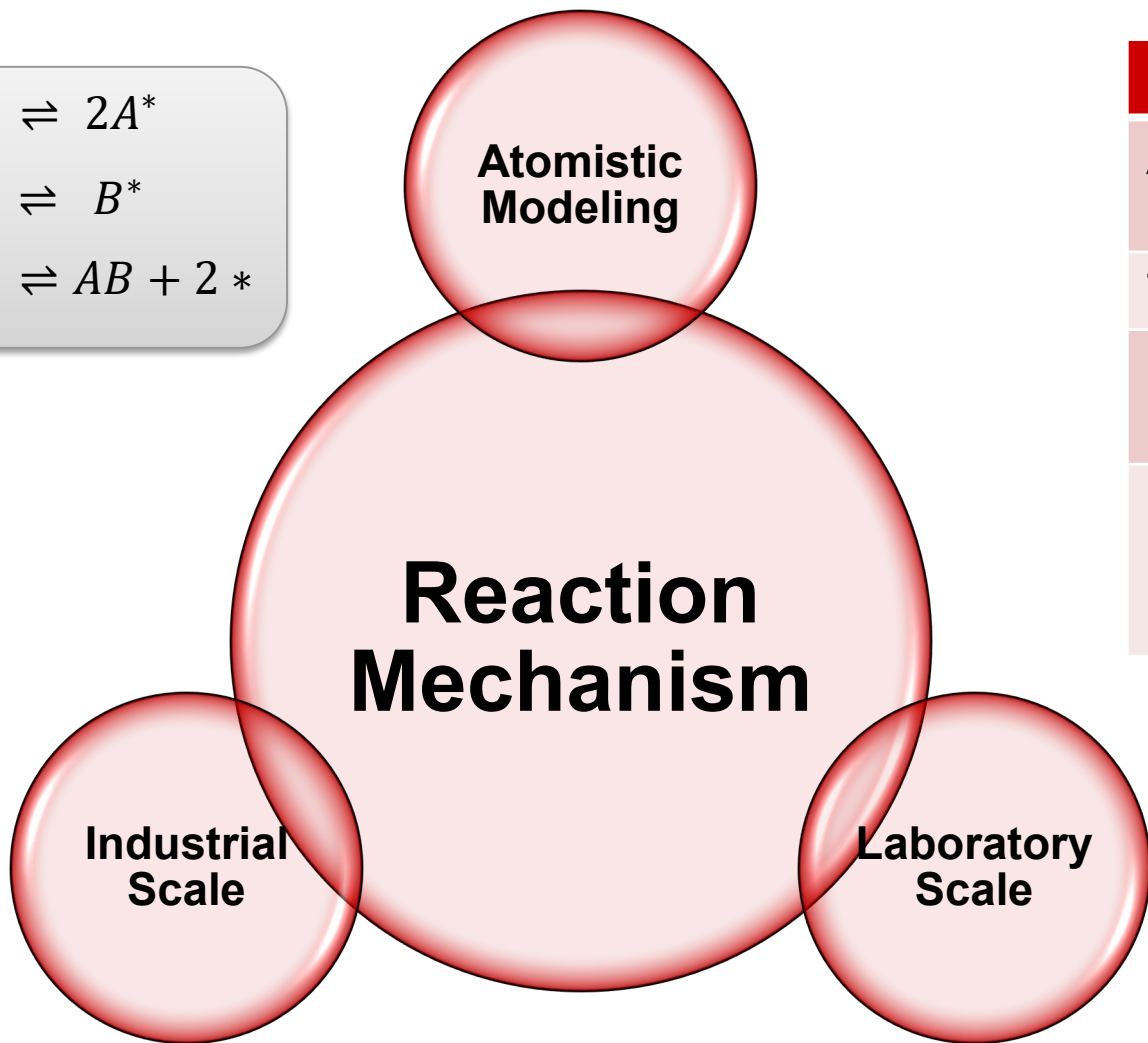 ⇌ 2A*
⇌ B*
⇌ AB + 2 *
Atomistic
Modeling
Reaction
Mechanism
Industrial
Scale
Laboratory
Scale